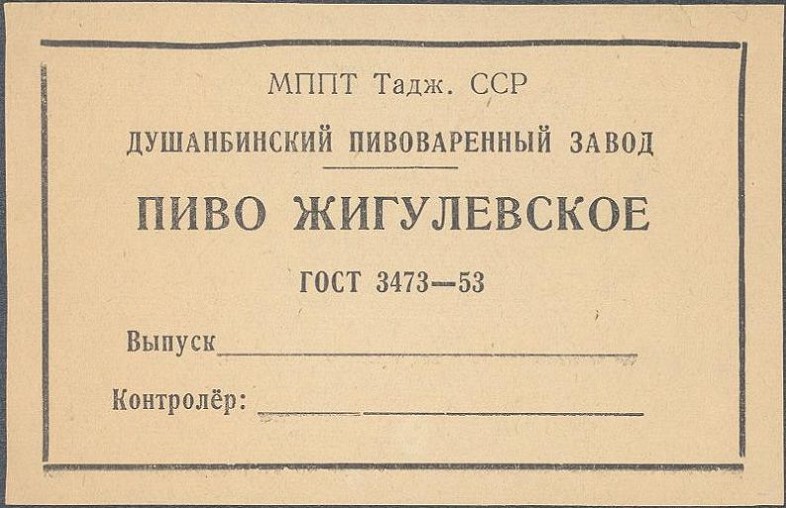 МППТ Тадж. ССР
ДУШАНБИНСКИЙ ПИВОВАРЕННЫЙ ЗАВОД
ПИВО ЖИГУЛЕВСКОЕ
ГОСТ 3473—53
Выпуск
Контролёр: